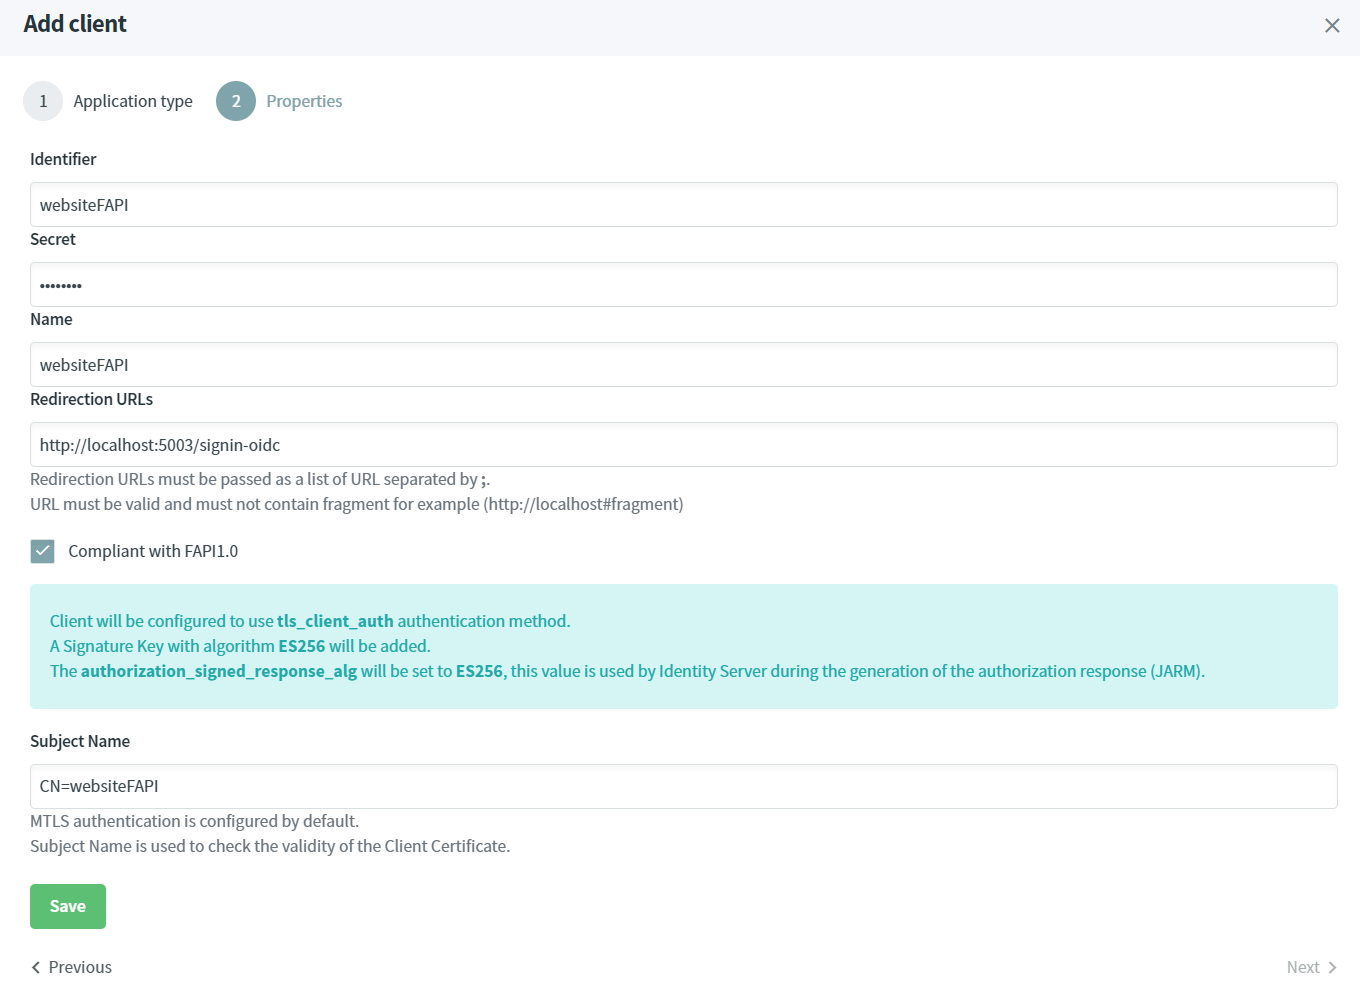 Add client
1 Application type 2 Properties
Identifier
websiteFAPI
Secret
••••••••
Name
websiteFAPI
Redirection URLs
http://localhost:5003/signin-oidc
Redirection URLs must be passed as a list of URL separated by ;.
URL must be valid and must not contain fragment for example (http://localhost#fragment)
Compliant with FAPI1.0
Client will be configured to use tls_client_auth authentication method.
A Signature Key with algorithm ES256 will be added.
The authorization_signed_response_alg will be set to ES256, this value is used by Identity Server during the generation of the authorization response (JARM).
Subject Name
CN=websiteFAPI
MTLS authentication is configured by default.
Subject Name is used to check the validity of the Client Certificate.
Save
Previous
Next